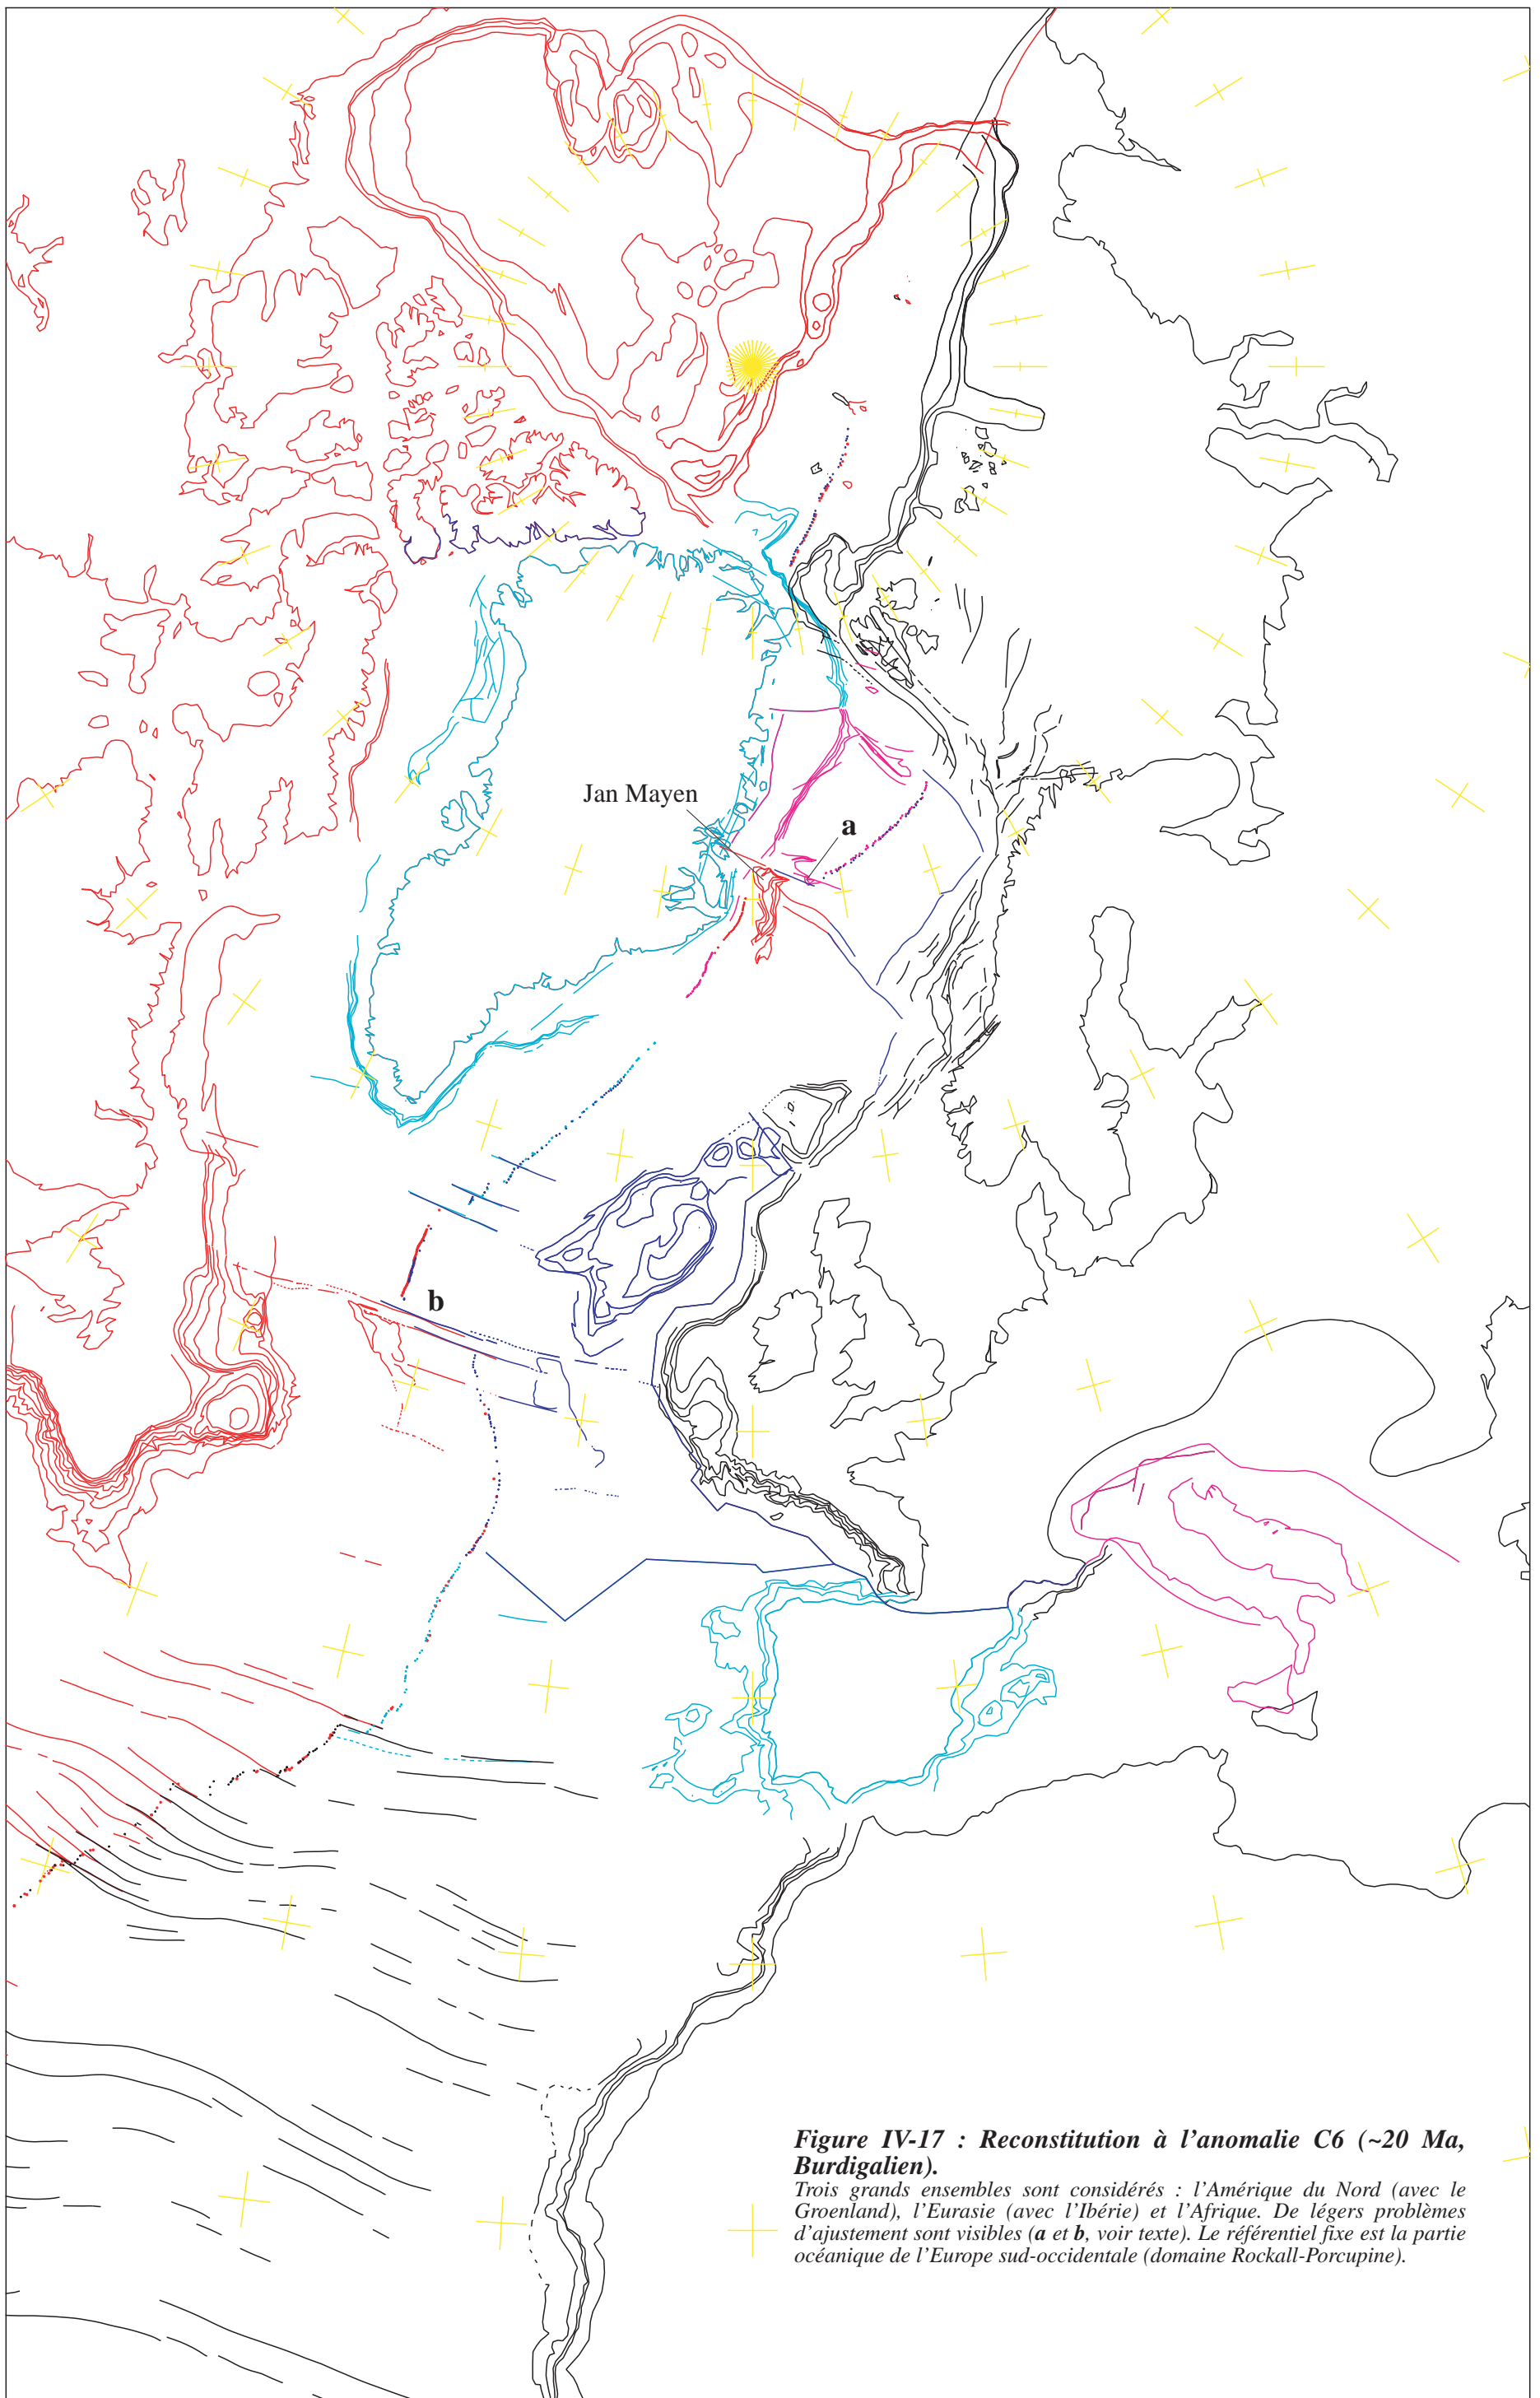 Jan Mayen
a
b
Figure IV-17 : Reconstitution à l'anomalie C6 (~20 Ma,
Burdigalien).
Trois grands ensembles sont considérés : l'Amérique du Nord (avec le
Groenland), l'Eurasie (avec l'Ibérie) et l'Afrique. De légers problèmes
d'ajustement sont visibles (a et b, voir texte). Le référentiel fixe est la partie
océanique de l'Europe sud-occidentale (domaine Rockall-Porcupine).